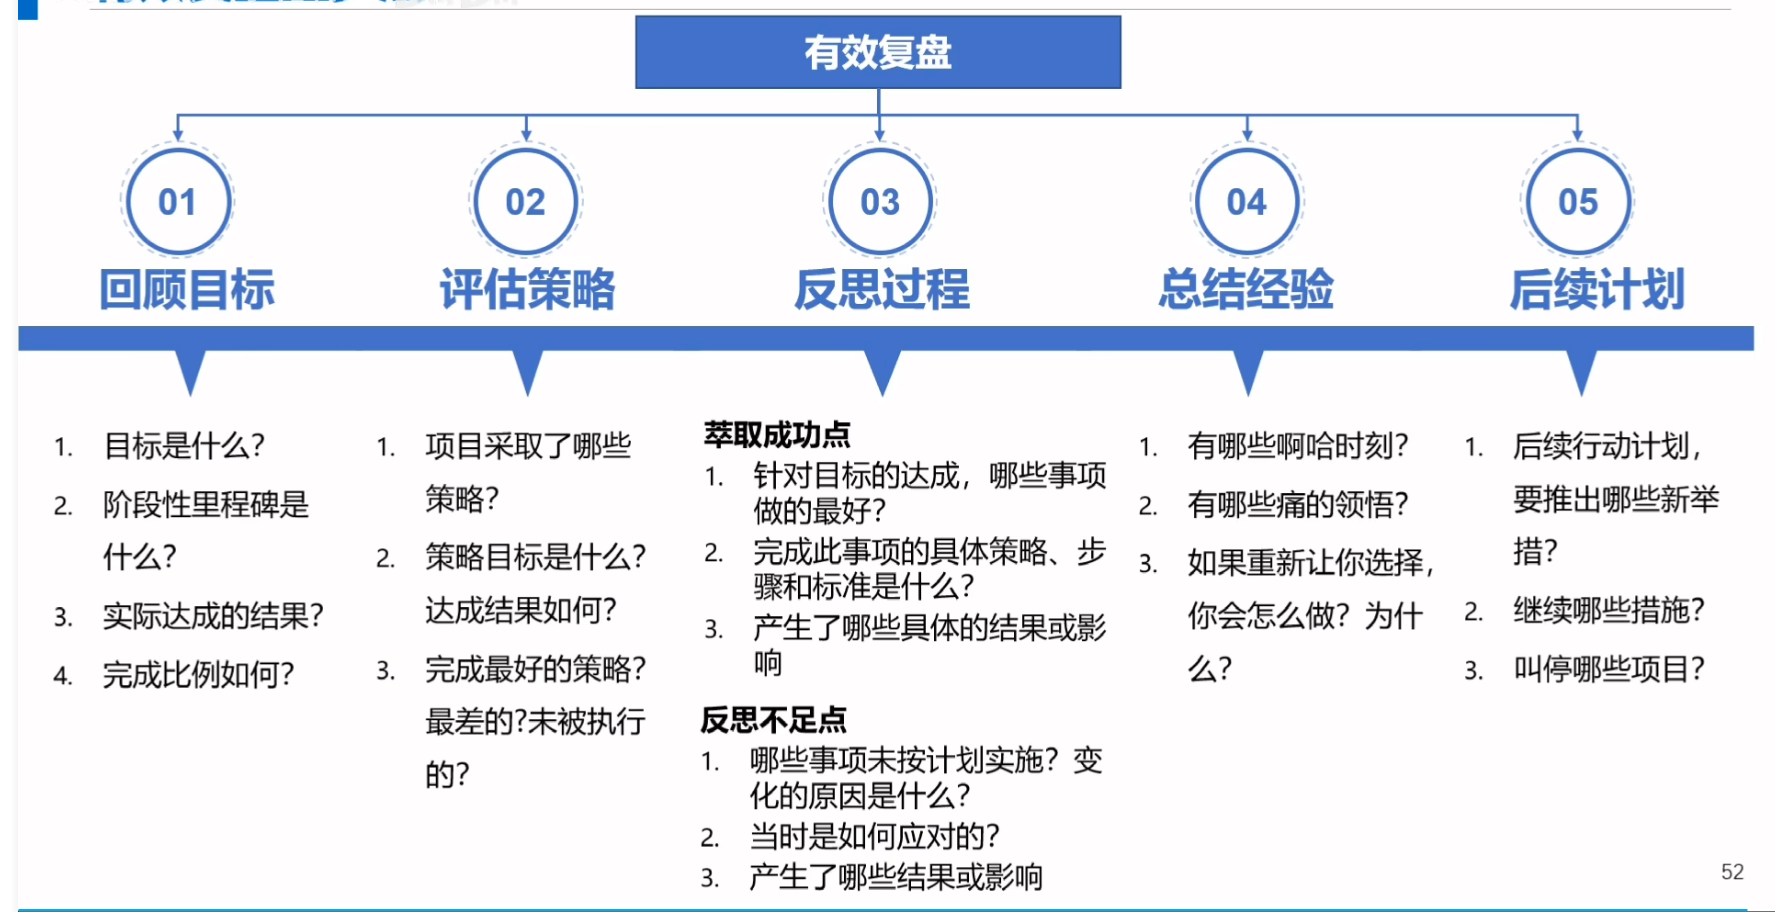 有效复盘
01
回顾目标
1. 目标是什么?
2. 阶段性里程碑是
什么?
3. 实际达成的结果?
4. 完成比例如何?
02
评估策略
1. 项目采取了哪些
策略?
2. 策略目标是什么?
达成结果如何?
3. 完成最好的策略?
最差的?未被执行
的?
03
反思过程
萃取成功点
1. 针对目标的达成，哪些事项
做的最好?
2. 完成此事项的具体策略、步
骤和标准是什么?
3. 产生了哪些具体的结果或影
响
反思不足点
1. 哪些事项未按计划实施? 变
化的原因是什么?
2. 当时是如何应对的?
3. 产生了哪些结果或影响
04
总结经验
1. 有哪些啊哈时刻?
2. 有哪些痛的领悟?
3. 如果重新让你选择，
你会怎么做? 为什
么?
05
后续计划
1. 后续行动计划，
要推出哪些新举
措?
2. 继续哪些措施?
3. 叫停哪些项目?
52